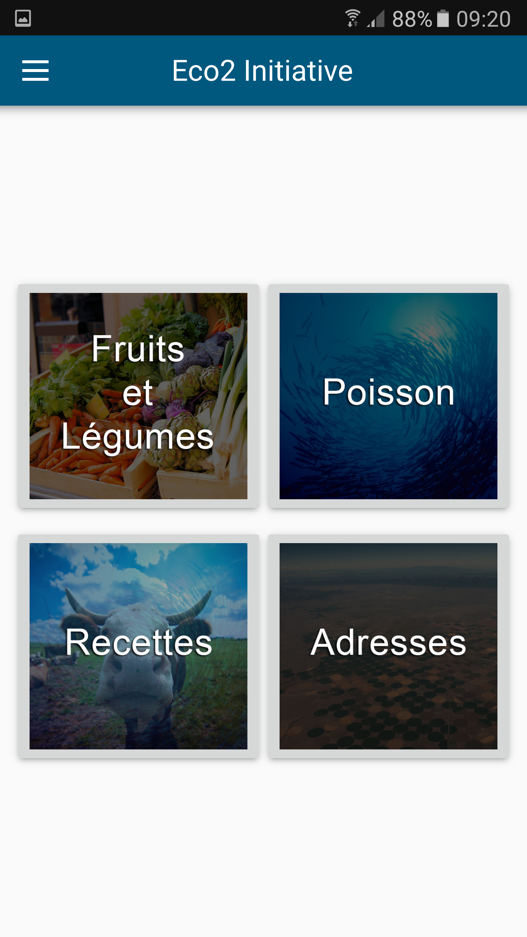 88% 09:20
Eco2 Initiative
Fruits
et
Légumes
Poisson
Recettes
Adresses